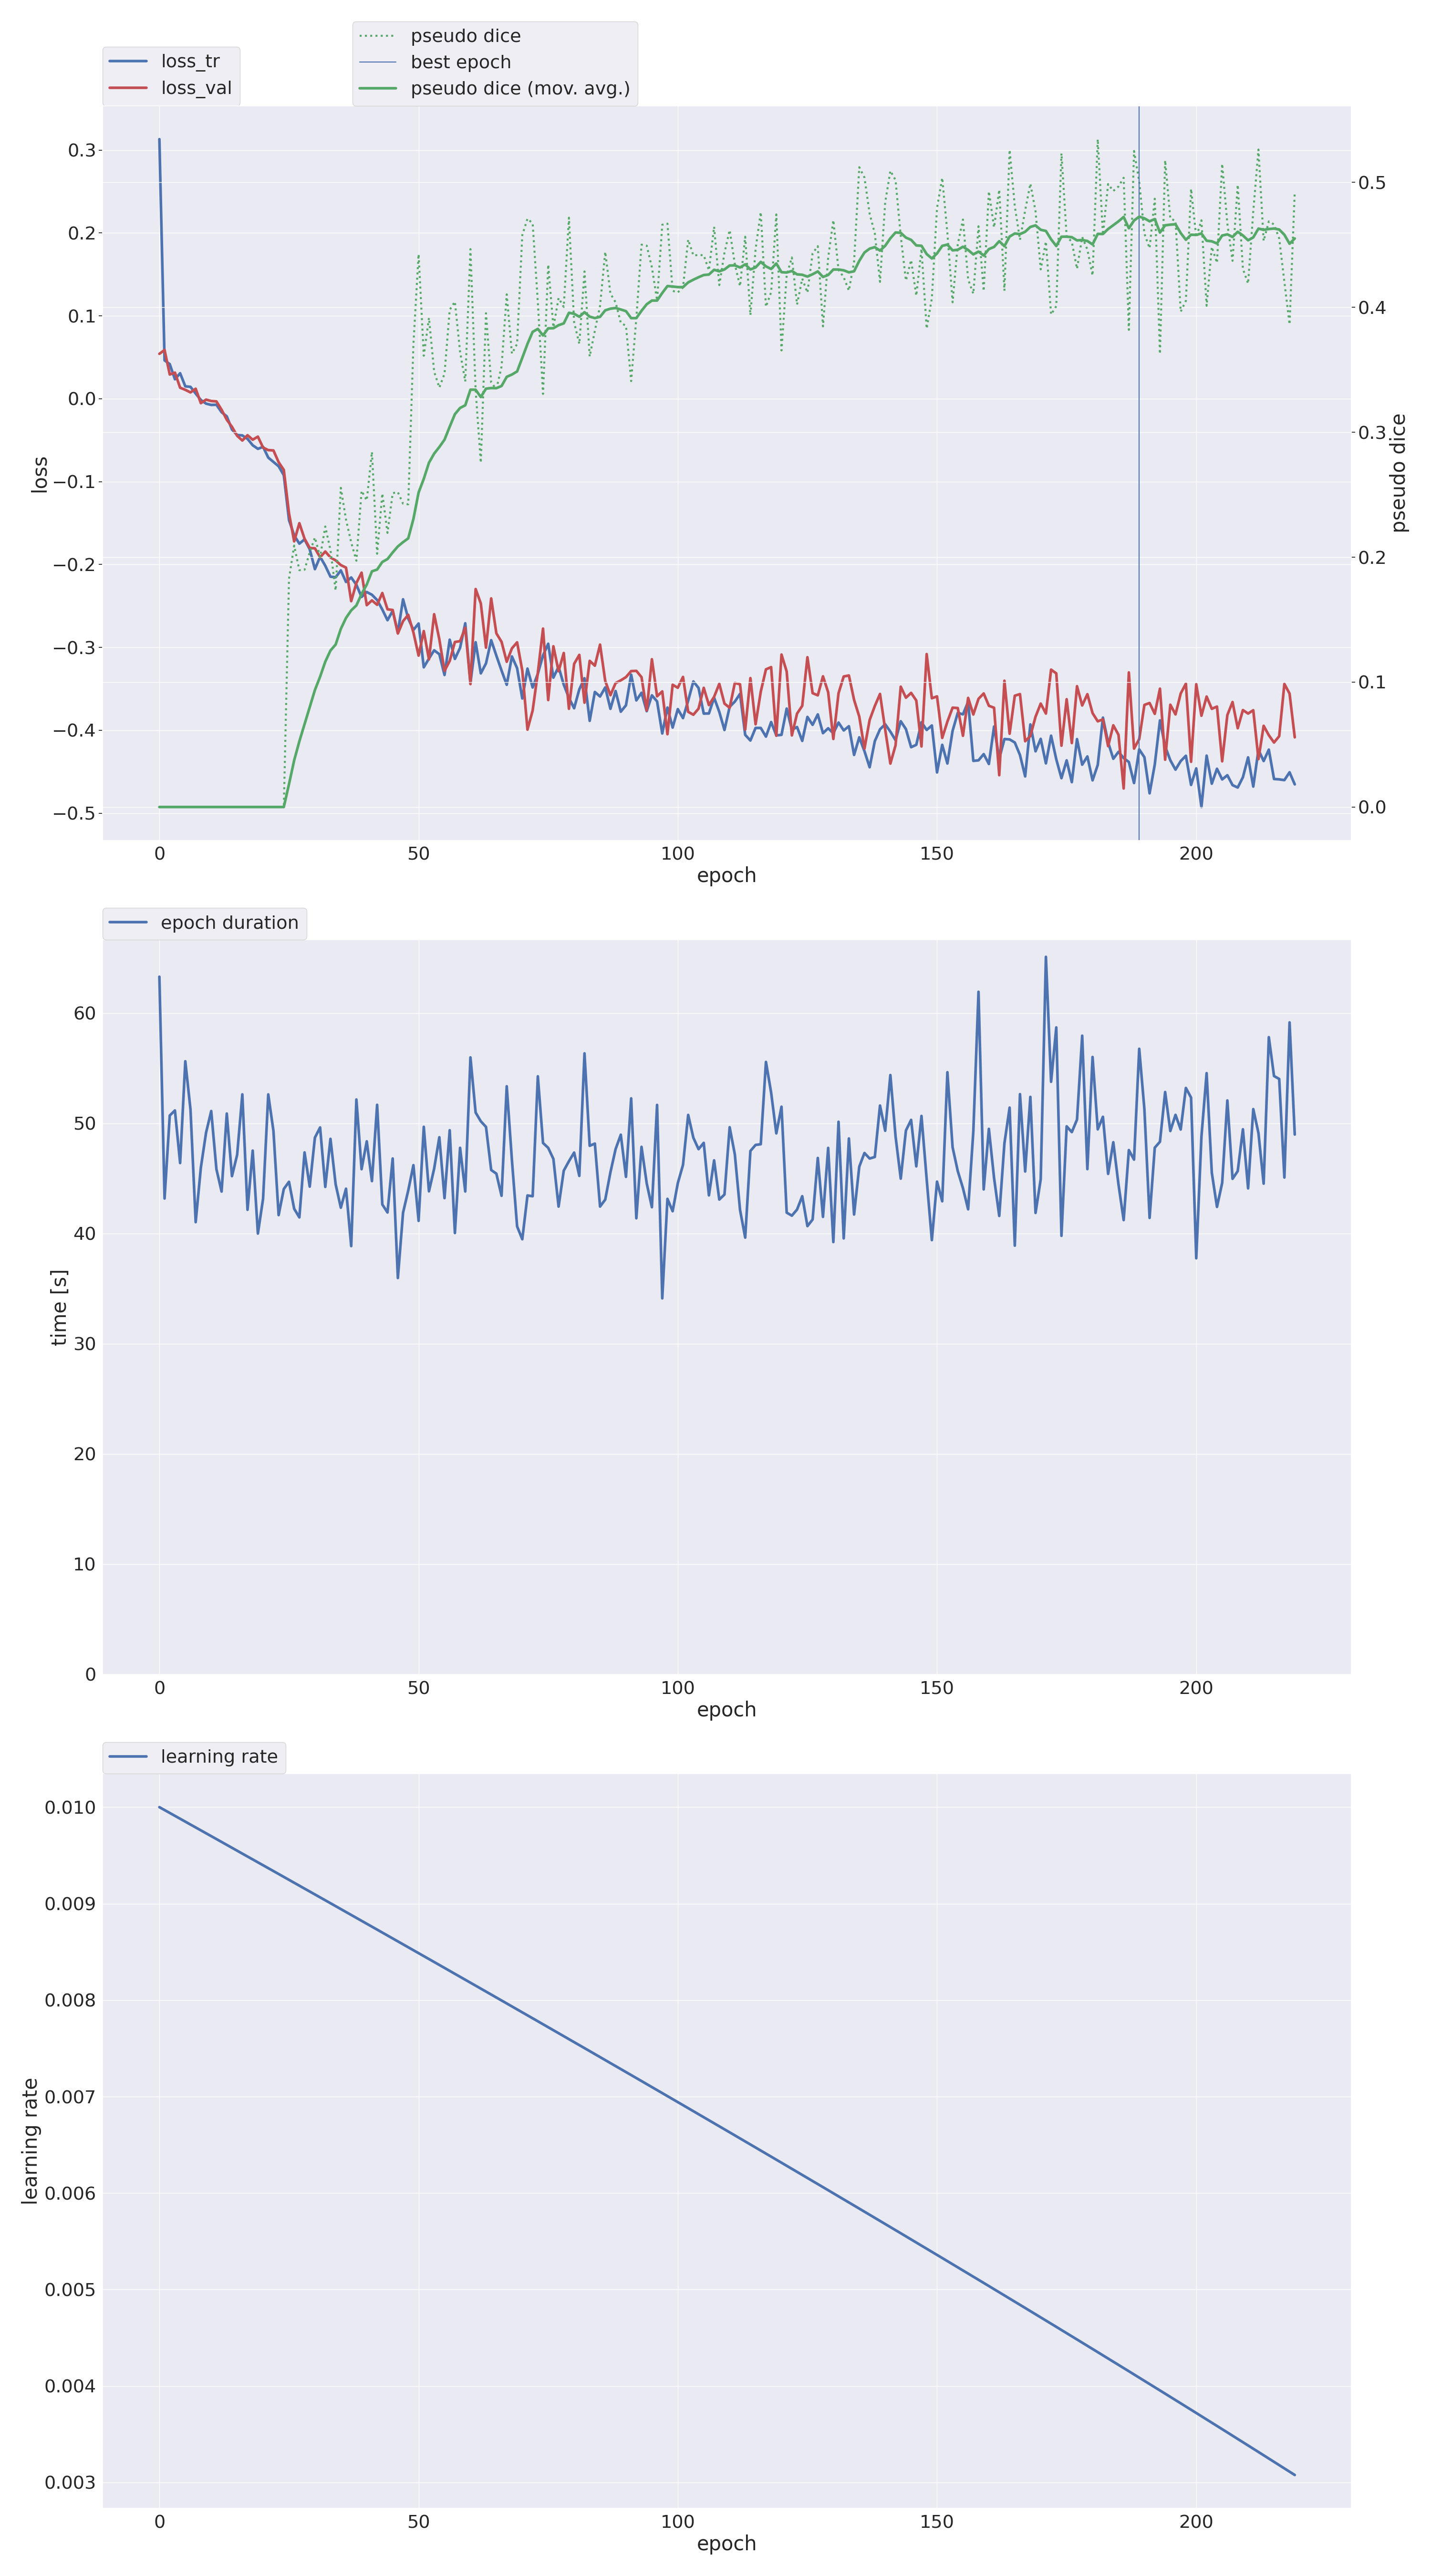 loss_tr
loss_val
pseudo dice
best epoch
pseudo dice (mov. avg.)
0.3
0.2
0.1
0.0
−0.1
−0.2
−0.3
−0.4
−0.5
loss
0.5
0.4
0.3
0.2
0.1
0.0
pseudo dice
0 50 100 150 200
epoch
epoch duration
60
50
40
30
20
10
0
time [s]
0 50 100 150 200
epoch
learning rate
0.010
0.009
0.008
0.007
0.006
0.005
0.004
0.003
learning rate
0 50 100 150 200
epoch